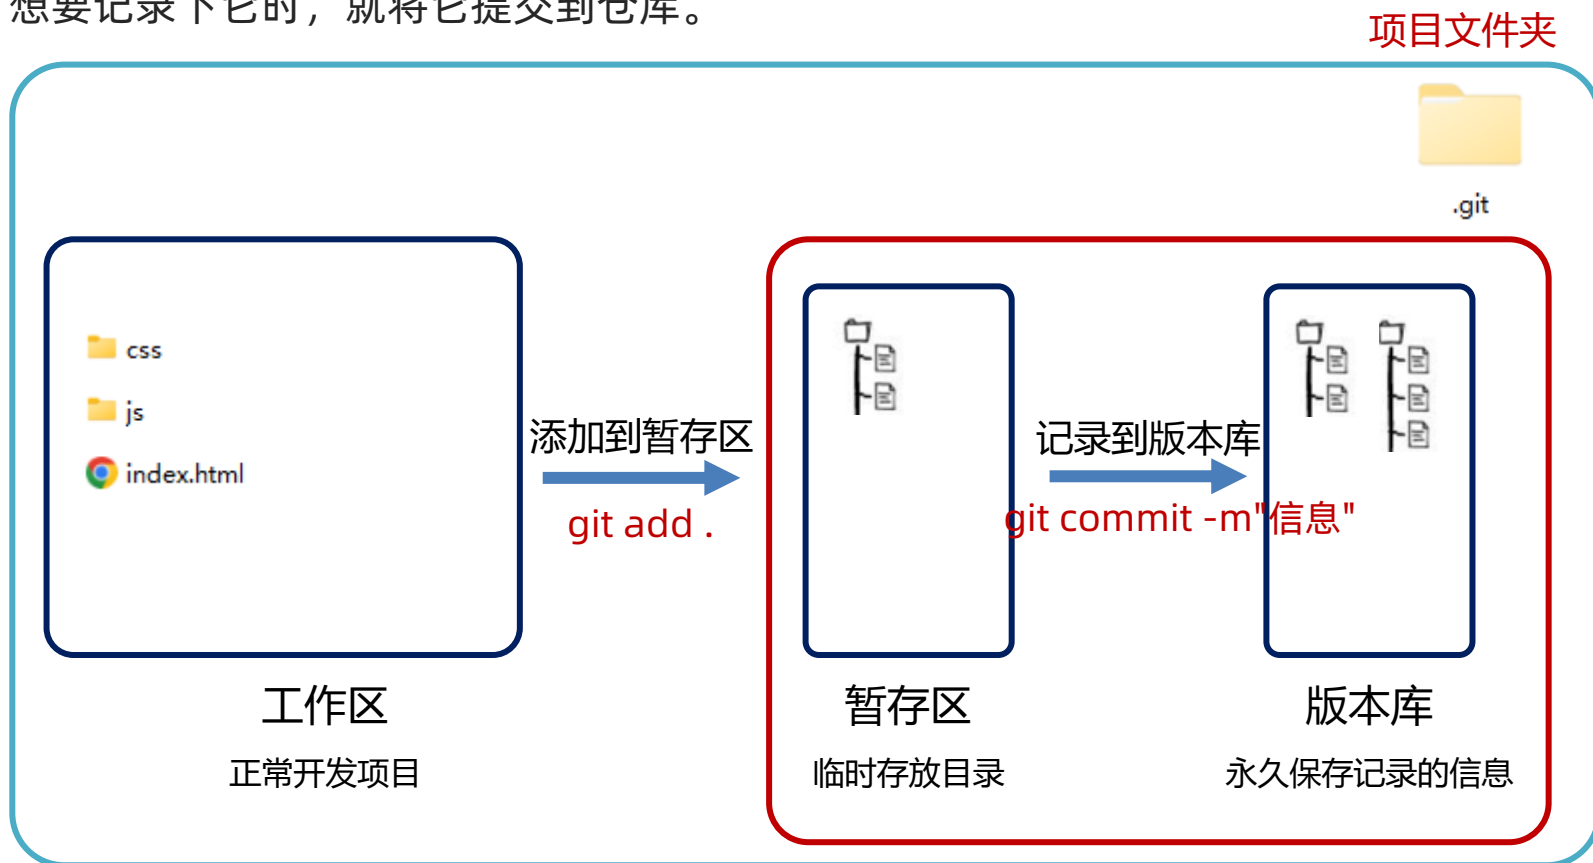 想要记录下它时，就将它提交到仓库。
项目文件夹
.git
css
js
index.html
添加到暂存区
git add .
记录到版本库
git commit -m"信息"
工作区
正常开发项目
暂存区
临时存放目录
版本库
永久保存记录的信息